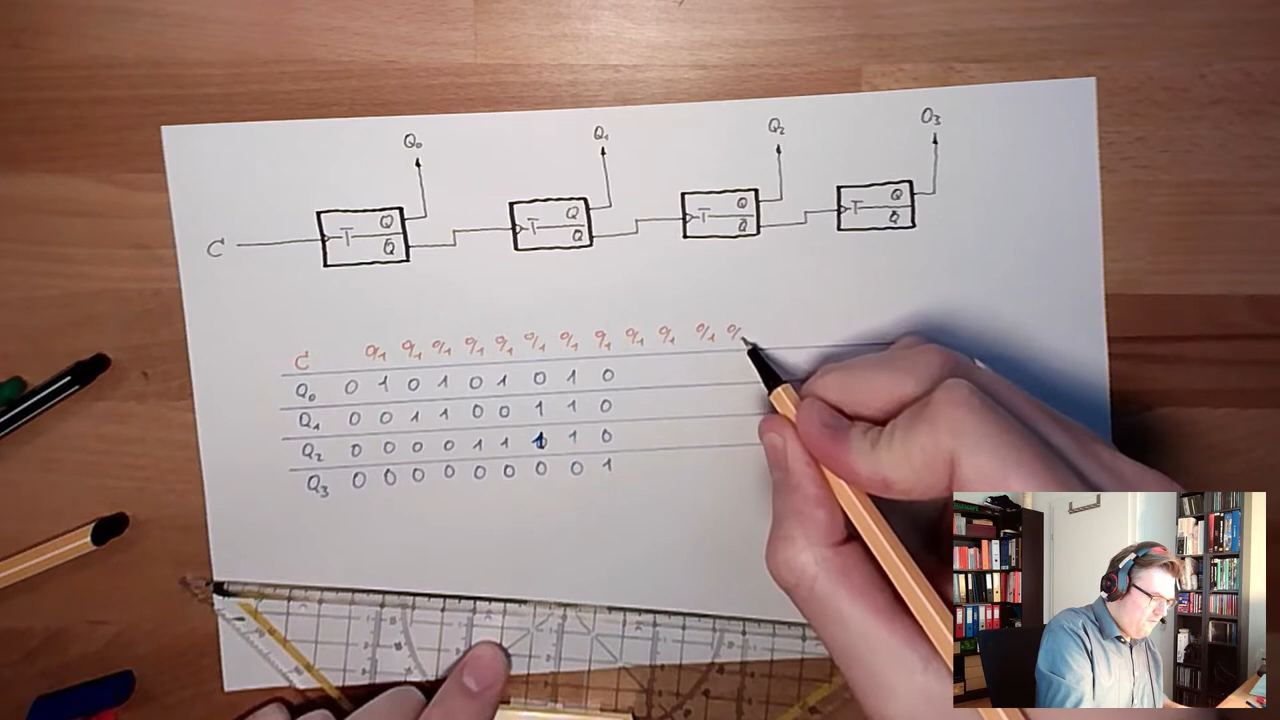 Q₀ Q₁ Q₂ Q₃
T Q Q̅ T Q Q̅ T Q Q̅ T Q Q̅
C
C 0/1 0/1 0/1 0/1 0/1 0/1 0/1 0/1 0/1 0/1 0/1 0/
Q₀ 0 1 0 1 0 1 0 1 0
Q₁ 0 0 1 1 0 0 1 1 0
Q₂ 0 0 0 0 1 1 1 1 0
Q₃ 0 0 0 0 0 0 0 0 1